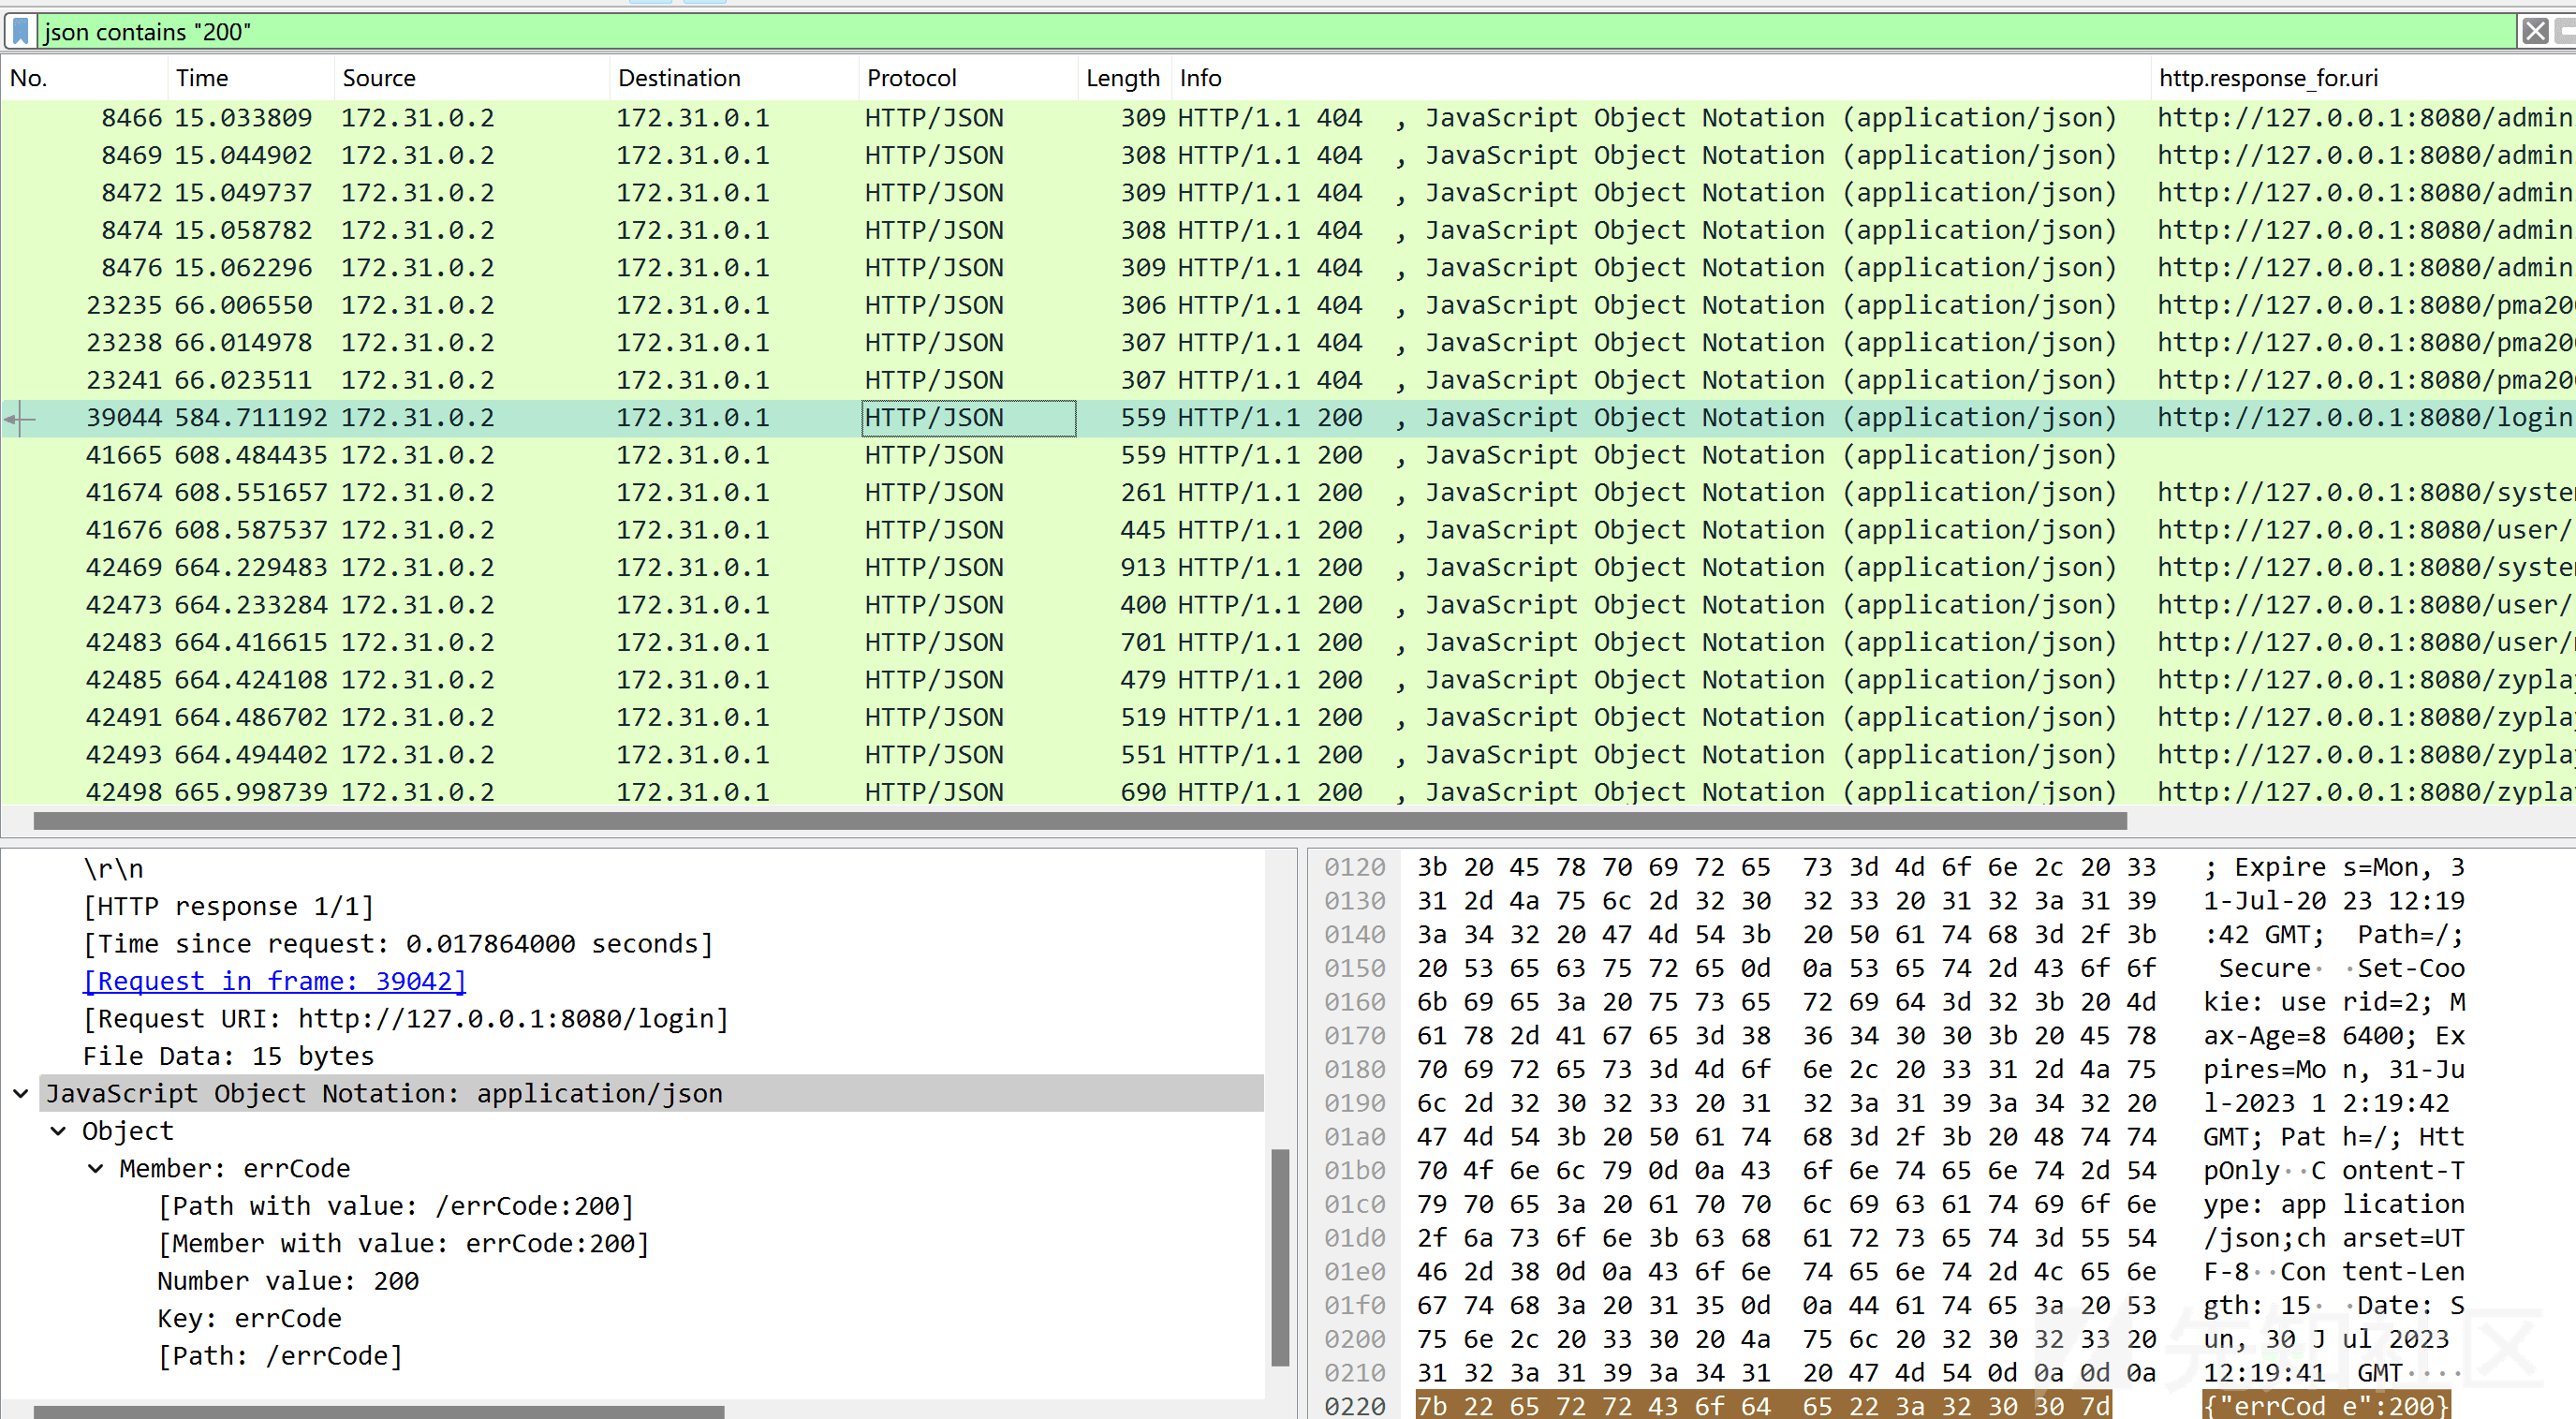 json contains "200"
No. Time Source Destination Protocol Length Info http.response_for.uri
8466 15.033809 172.31.0.2 172.31.0.1 HTTP/JSON 309 HTTP/1.1 404 , JavaScript Object Notation (application/json) http://127.0.0.1:8080/admin
8469 15.044902 172.31.0.2 172.31.0.1 HTTP/JSON 308 HTTP/1.1 404 , JavaScript Object Notation (application/json) http://127.0.0.1:8080/admin
8472 15.049737 172.31.0.2 172.31.0.1 HTTP/JSON 309 HTTP/1.1 404 , JavaScript Object Notation (application/json) http://127.0.0.1:8080/admin
8474 15.058782 172.31.0.2 172.31.0.1 HTTP/JSON 308 HTTP/1.1 404 , JavaScript Object Notation (application/json) http://127.0.0.1:8080/admin
8476 15.062296 172.31.0.2 172.31.0.1 HTTP/JSON 309 HTTP/1.1 404 , JavaScript Object Notation (application/json) http://127.0.0.1:8080/admin
23235 66.006550 172.31.0.2 172.31.0.1 HTTP/JSON 306 HTTP/1.1 404 , JavaScript Object Notation (application/json) http://127.0.0.1:8080/pma200
23238 66.014978 172.31.0.2 172.31.0.1 HTTP/JSON 307 HTTP/1.1 404 , JavaScript Object Notation (application/json) http://127.0.0.1:8080/pma200
23241 66.023511 172.31.0.2 172.31.0.1 HTTP/JSON 307 HTTP/1.1 404 , JavaScript Object Notation (application/json) http://127.0.0.1:8080/pma200
39044 584.711192 172.31.0.2 172.31.0.1 HTTP/JSON 559 HTTP/1.1 200 , JavaScript Object Notation (application/json) http://127.0.0.1:8080/login
41665 608.484435 172.31.0.2 172.31.0.1 HTTP/JSON 559 HTTP/1.1 200 , JavaScript Object Notation (application/json)
41674 608.551657 172.31.0.2 172.31.0.1 HTTP/JSON 261 HTTP/1.1 200 , JavaScript Object Notation (application/json) http://127.0.0.1:8080/system
41676 608.587537 172.31.0.2 172.31.0.1 HTTP/JSON 445 HTTP/1.1 200 , JavaScript Object Notation (application/json) http://127.0.0.1:8080/user/
42469 664.229483 172.31.0.2 172.31.0.1 HTTP/JSON 913 HTTP/1.1 200 , JavaScript Object Notation (application/json) http://127.0.0.1:8080/system
42473 664.233284 172.31.0.2 172.31.0.1 HTTP/JSON 400 HTTP/1.1 200 , JavaScript Object Notation (application/json) http://127.0.0.1:8080/user/
42483 664.416615 172.31.0.2 172.31.0.1 HTTP/JSON 701 HTTP/1.1 200 , JavaScript Object Notation (application/json) http://127.0.0.1:8080/user/
42485 664.424108 172.31.0.2 172.31.0.1 HTTP/JSON 479 HTTP/1.1 200 , JavaScript Object Notation (application/json) http://127.0.0.1:8080/zypla
42491 664.486702 172.31.0.2 172.31.0.1 HTTP/JSON 519 HTTP/1.1 200 , JavaScript Object Notation (application/json) http://127.0.0.1:8080/zypla
42493 664.494402 172.31.0.2 172.31.0.1 HTTP/JSON 551 HTTP/1.1 200 , JavaScript Object Notation (application/json) http://127.0.0.1:8080/zypla
42498 665.998739 172.31.0.2 172.31.0.1 HTTP/JSON 690 HTTP/1.1 200 , JavaScript Object Notation (application/json) http://127.0.0.1:8080/zypla
\r\n
[HTTP response 1/1]
[Time since request: 0.017864000 seconds]
[Request in frame: 39042]
[Request URI: http://127.0.0.1:8080/login]
File Data: 15 bytes
JavaScript Object Notation: application/json
Object
Member: errCode
[Path with value: /errCode:200]
[Member with value: errCode:200]
Number value: 200
Key: errCode
[Path: /errCode]
0120 3b 20 45 78 70 69 72 65 73 3d 4d 6f 6e 2c 20 33 ; Expire s=Mon, 3
0130 31 2d 4a 75 6c 2d 32 30 32 33 20 31 32 3a 31 39 1-Jul-20 23 12:19
0140 3a 34 32 20 47 4d 54 3b 20 50 61 74 68 3d 2f 3b :42 GMT; Path=/;
0150 20 53 65 63 75 72 65 0d 0a 53 65 74 2d 43 6f 6f Secure· ·Set-Coo
0160 6b 69 65 3a 20 75 73 65 72 69 64 3d 32 3b 20 4d kie: use rid=2; M
0170 61 78 2d 41 67 65 3d 38 36 34 30 30 3b 20 45 78 ax-Age=8 6400; Ex
0180 70 69 72 65 73 3d 4d 6f 6e 2c 20 33 31 2d 4a 75 pires=Mo n, 31-Ju
0190 6c 2d 32 30 32 33 20 31 32 3a 31 39 3a 34 32 20 l-2023 1 2:19:42
01a0 47 4d 54 3b 20 50 61 74 68 3d 2f 3b 20 48 74 74 GMT; Pat h=/; Htt
01b0 70 4f 6e 6c 79 0d 0a 43 6f 6e 74 65 6e 74 2d 54 pOnly··C ontent-T
01c0 79 70 65 3a 20 61 70 70 6c 69 63 61 74 69 6f 6e ype: app lication
01d0 2f 6a 73 6f 6e 3b 63 68 61 72 73 65 74 3d 55 54 /json;ch arset=UT
01e0 46 2d 38 0d 0a 43 6f 6e 74 65 6e 74 2d 4c 65 6e F-8··Con tent-Len
01f0 67 74 68 3a 20 31 35 0d 0a 44 61 74 65 3a 20 53 gth: 15· ·Date: S
0200 75 6e 2c 20 33 30 20 4a 75 6c 20 32 30 32 33 20 un, 30 J ul 2023
0210 31 32 3a 31 39 3a 34 31 20 47 4d 54 0d 0a 0d 0a 12:19:41 GMT····
0220 7b 22 65 72 72 43 6f 64 65 22 3a 32 30 30 7d {"errCod e":200}
先知社区